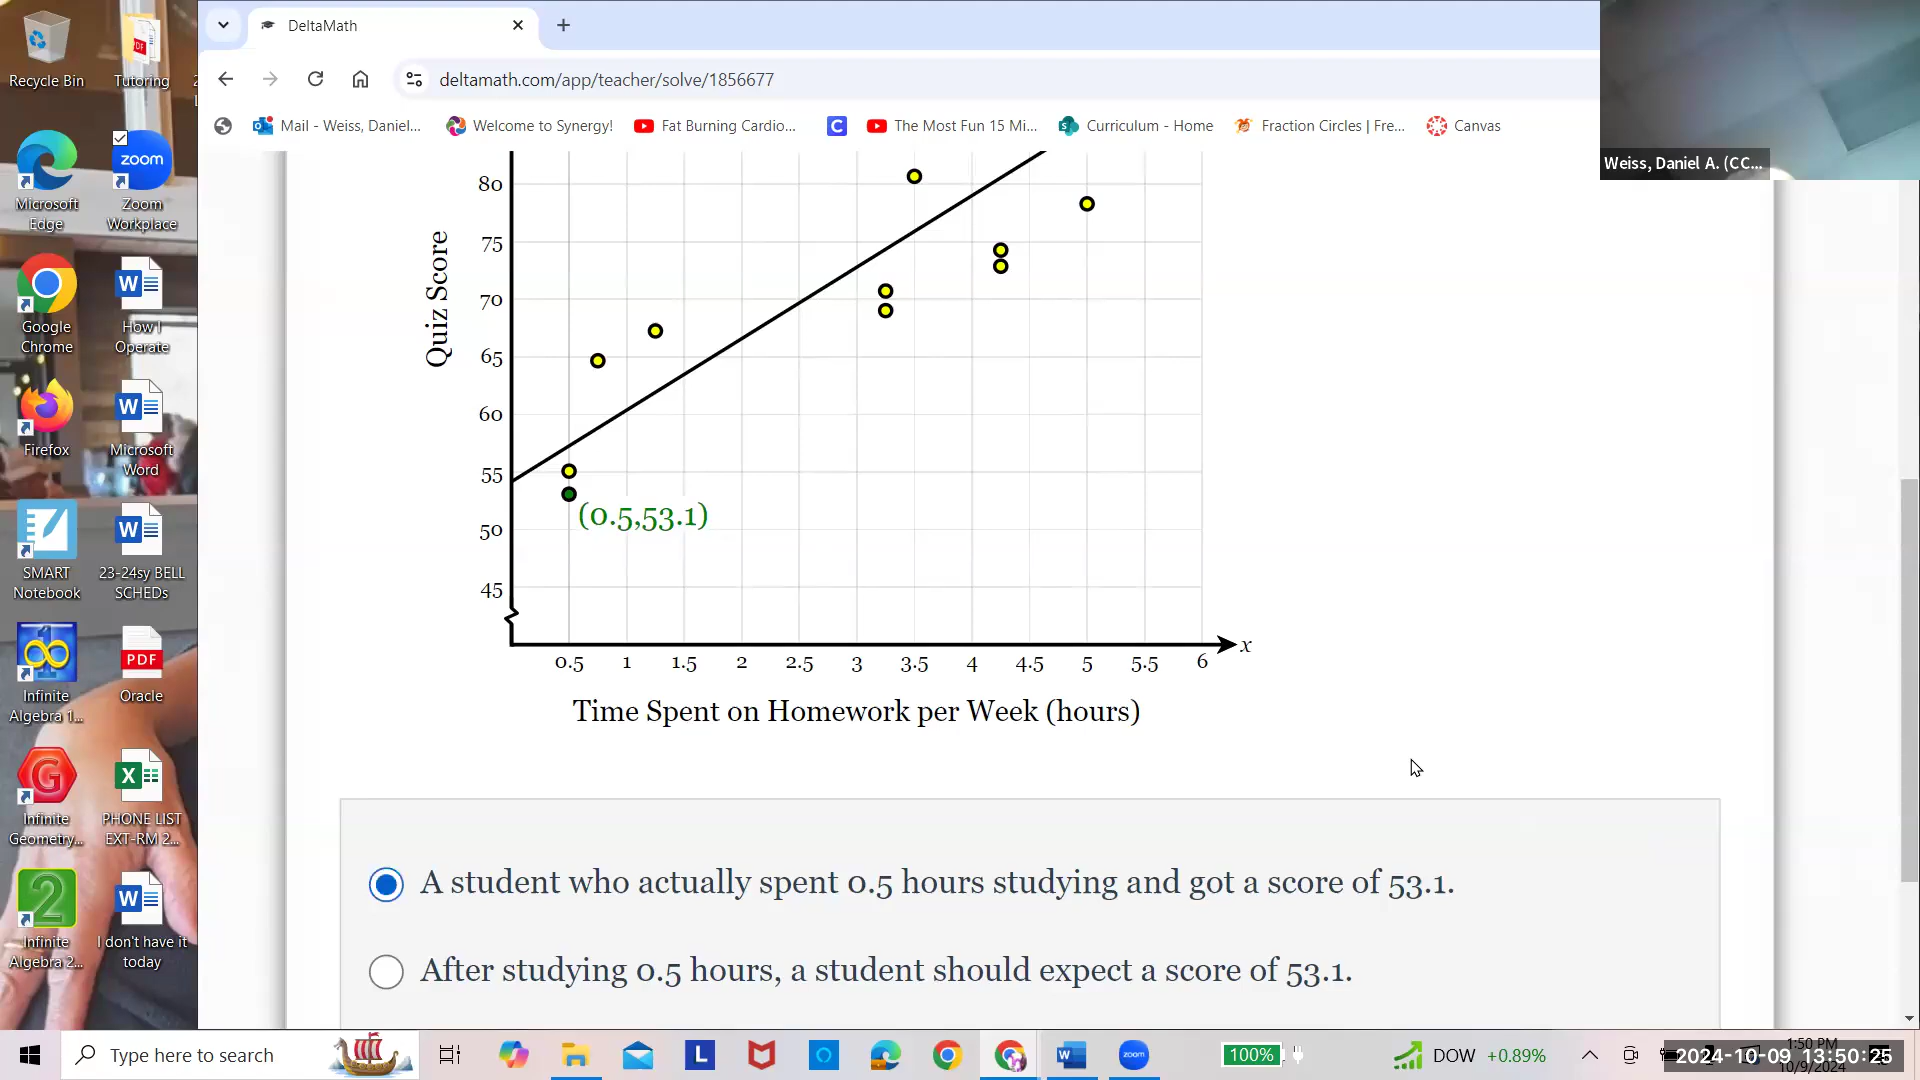 DeltaMath
deltamath.com/app/teacher/solve/1856677
Mail - Weiss, Daniel...
Welcome to Synergy!
Fat Burning Cardio...
The Most Fun 15 Mi...
Curriculum - Home
Fraction Circles | Fre...
Canvas
Weiss, Daniel A. (CC...
Recycle Bin
Tutoring
Microsoft Edge
Zoom Workplace
Google Chrome
How I Operate
Firefox
Microsoft Word
SMART Notebook
23-24sy BELL SCHEDs
Infinite Algebra 1...
Oracle
Infinite Geometry...
PHONE LIST EXT-RM 2...
Infinite Algebra 2...
I don't have it today
Quiz Score
80
75
70
65
60
55
50
45
(0.5,53.1)
0.5 1 1.5 2 2.5 3 3.5 4 4.5 5 5.5 6 x
Time Spent on Homework per Week (hours)
A student who actually spent 0.5 hours studying and got a score of 53.1.
After studying 0.5 hours, a student should expect a score of 53.1.
Type here to search
100%
DOW +0.89%
1:50 PM
10/9/2024
2024-10-09 13:50:25